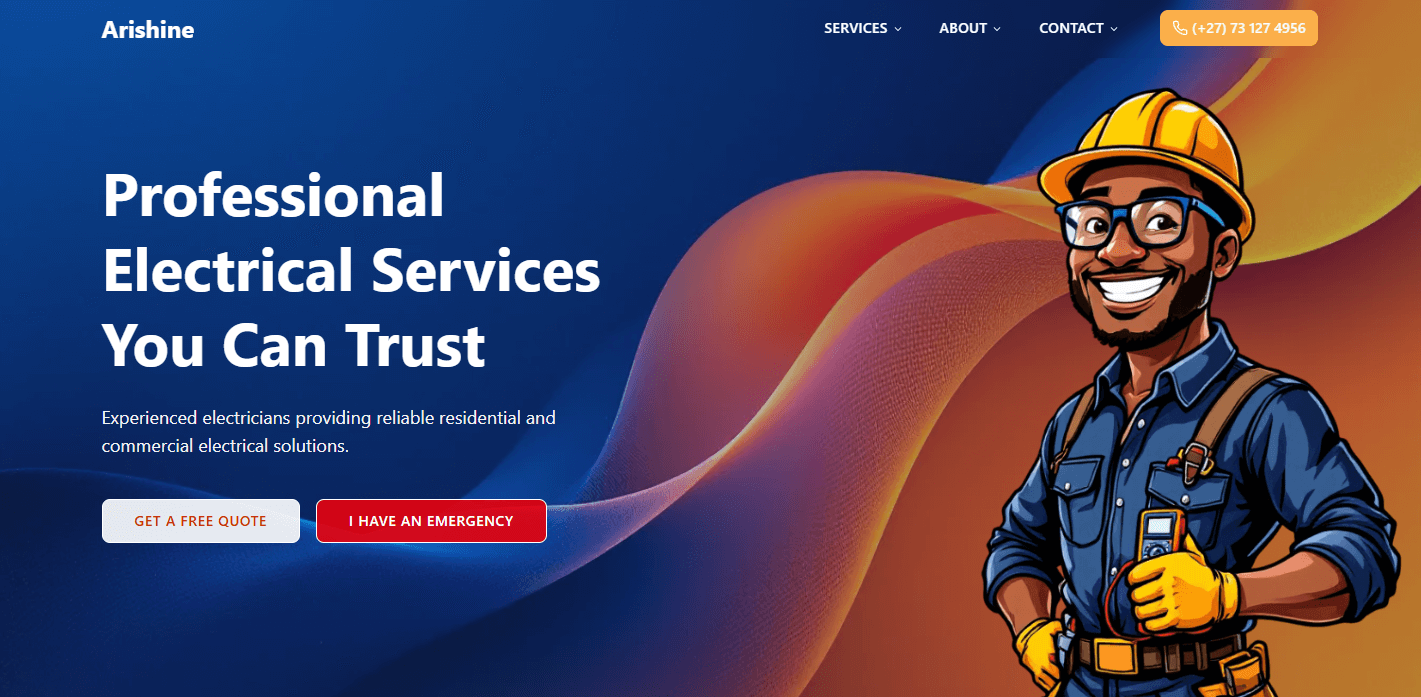 Arishine
SERVICES
ABOUT
CONTACT
(+27) 73 127 4956
Professional
Electrical Services
You Can Trust
Experienced electricians providing reliable residential and
commercial electrical solutions.
GET A FREE QUOTE
I HAVE AN EMERGENCY